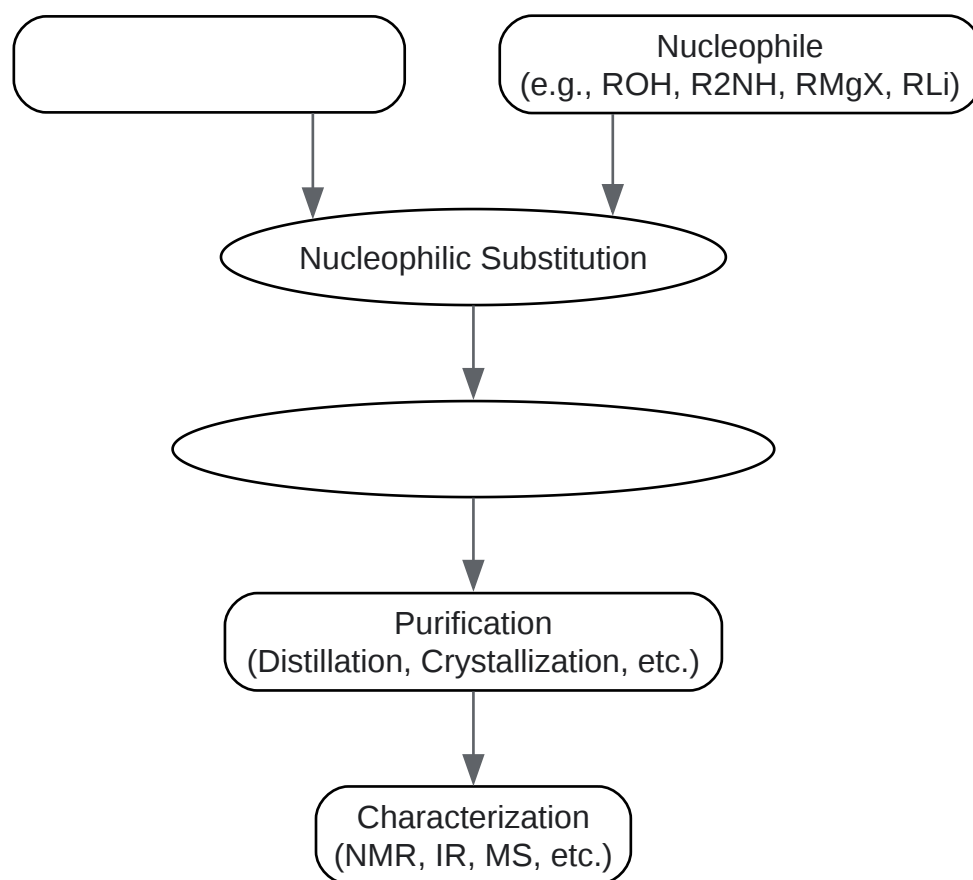 Nucleophile
(e.g., ROH, R2NH, RMgX, RLi)
Nucleophilic Substitution
Purification
(Distillation, Crystallization, etc.)
Characterization
(NMR, IR, MS, etc.)